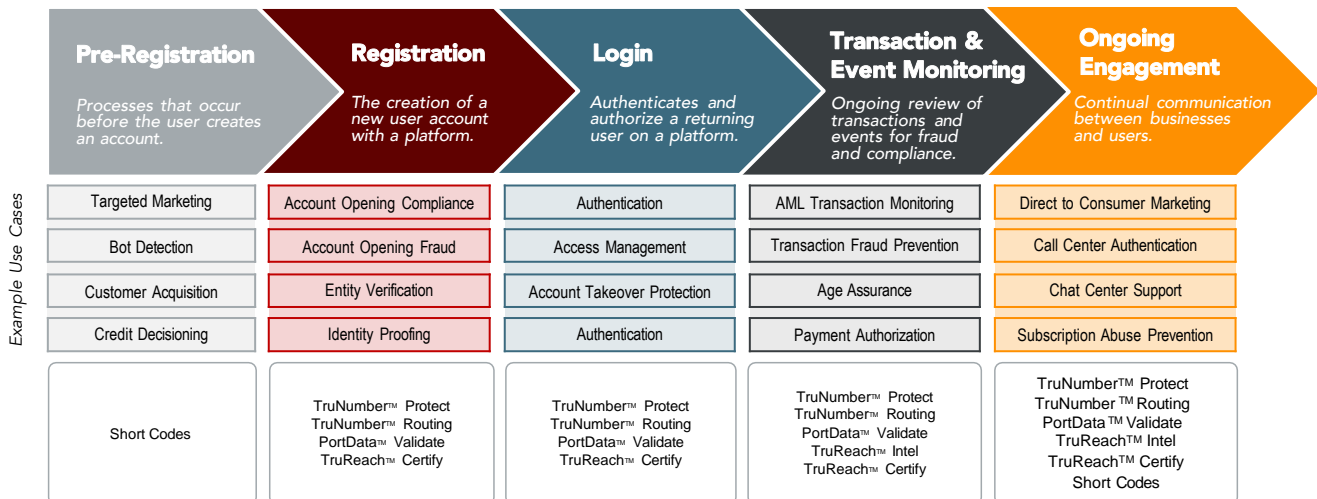 Pre-Registration
Processes that occur
before the user creates
an account.
Registration
The creation of a
new user account
with a platform.
Login
Authenticates and
authorize a returning
user on a platform.
Transaction &
Event Monitoring
Ongoing review of
transactions and
events for fraud
and compliance.
Ongoing
Engagement
Continual communication
between businesses
and users.
Example Use Cases
Targeted Marketing
Bot Detection
Customer Acquisition
Credit Decisioning
Account Opening Compliance
Account Opening Fraud
Entity Verification
Identity Proofing
Authentication
Access Management
Account Takeover Protection
Authentication
AML Transaction Monitoring
Transaction Fraud Prevention
Age Assurance
Payment Authorization
Direct to Consumer Marketing
Call Center Authentication
Chat Center Support
Subscription Abuse Prevention
Short Codes
TruNumber™ Protect
TruNumber™ Routing
PortData™ Validate
TruReach™ Certify
TruNumber™ Protect
TruNumber™ Routing
PortData™ Validate
TruReach™ Certify
TruNumber™ Protect
TruNumber™ Routing
PortData™ Validate
TruReach™ Intel
TruReach™ Certify
TruNumber™ Protect
TruNumber ™ Routing
PortData ™ Validate
TruReach™ Intel
TruReach™ Certify
Short Codes